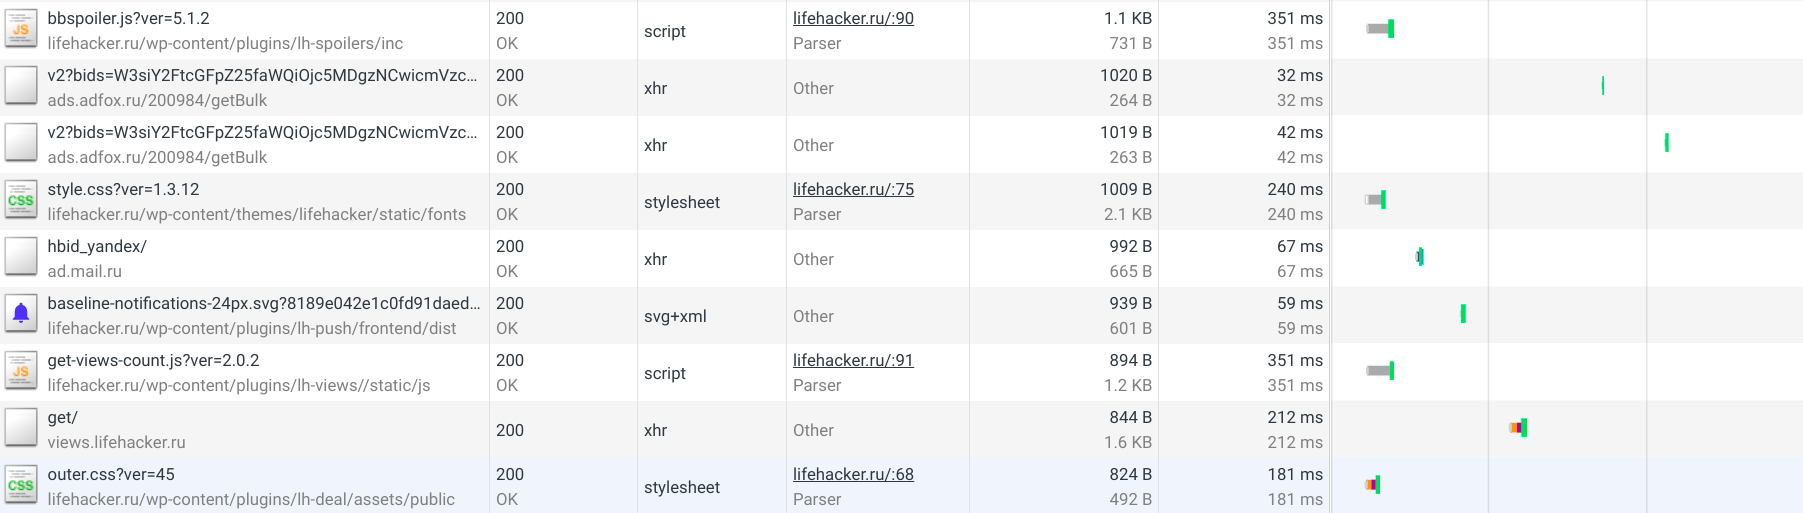 bbspoiler.js?ver=5.1.2 200 lifehacker.ru/:90 1.1 KB 351 ms
JS lifehacker.ru/wp-content/plugins/lh-spoilers/inc OK script Parser 731 B 351 ms
v2?bids=W3siY2FtcGFpZ25faWQiOjc5MDgzNCwicmVzc... 200 1020 B 32 ms
ads.adfox.ru/200984/getBulk OK xhr Other 264 B 32 ms
v2?bids=W3siY2FtcGFpZ25faWQiOjc5MDgzNCwicmVzc... 200 1019 B 42 ms
ads.adfox.ru/200984/getBulk OK xhr Other 263 B 42 ms
style.css?ver=1.3.12 200 lifehacker.ru/:75 1009 B 240 ms
CSS lifehacker.ru/wp-content/themes/lifehacker/static/fonts OK stylesheet Parser 2.1 KB 240 ms
hbid_yandex/ 200 992 B 67 ms
ad.mail.ru OK xhr Other 665 B 67 ms
baseline-notifications-24px.svg?8189e042e1c0fd91daed... 200 939 B 59 ms
lifehacker.ru/wp-content/plugins/lh-push/frontend/dist OK svg+xml Other 601 B 59 ms
get-views-count.js?ver=2.0.2 200 lifehacker.ru/:91 894 B 351 ms
JS lifehacker.ru/wp-content/plugins/lh-views//static/js OK script Parser 1.2 KB 351 ms
get/ 844 B 212 ms
views.lifehacker.ru 200 xhr Other 1.6 KB 212 ms
outer.css?ver=45 200 lifehacker.ru/:68 824 B 181 ms
CSS lifehacker.ru/wp-content/plugins/lh-deal/assets/public OK stylesheet Parser 492 B 181 ms